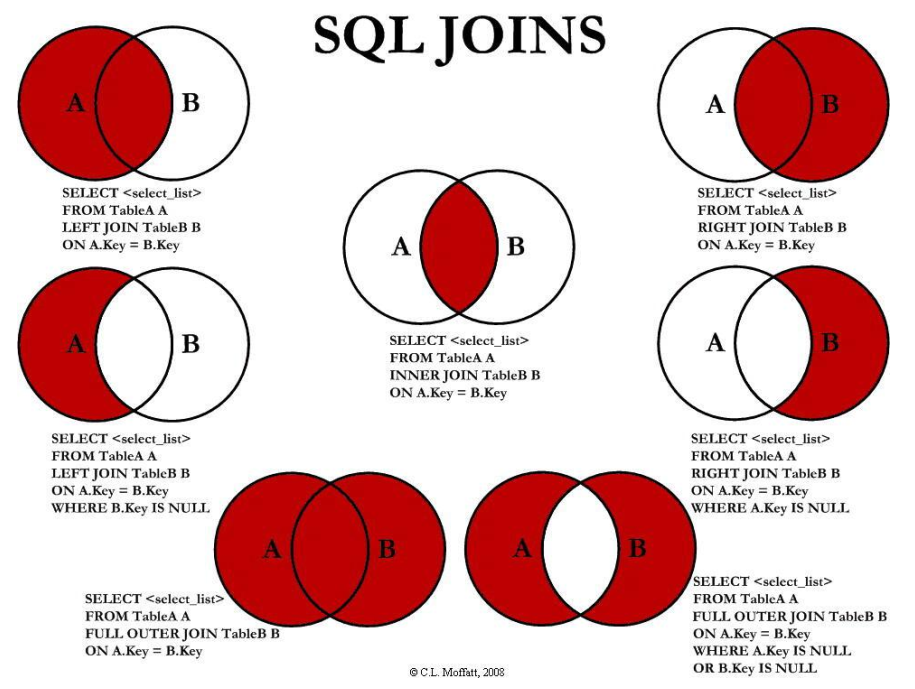 SQL JOINS
A B
SELECT <select_list>
FROM TableA A
LEFT JOIN TableB B
ON A.Key = B.Key
A B
SELECT <select_list>
FROM TableA A
RIGHT JOIN TableB B
ON A.Key = B.Key
A B
SELECT <select_list>
FROM TableA A
INNER JOIN TableB B
ON A.Key = B.Key
A B
SELECT <select_list>
FROM TableA A
LEFT JOIN TableB B
ON A.Key = B.Key
WHERE B.Key IS NULL
A B
SELECT <select_list>
FROM TableA A
RIGHT JOIN TableB B
ON A.Key = B.Key
WHERE A.Key IS NULL
A B
SELECT <select_list>
FROM TableA A
FULL OUTER JOIN TableB B
ON A.Key = B.Key
A B
SELECT <select_list>
FROM TableA A
FULL OUTER JOIN TableB B
ON A.Key = B.Key
WHERE A.Key IS NULL
OR B.Key IS NULL
© C.L. Moffatt, 2008